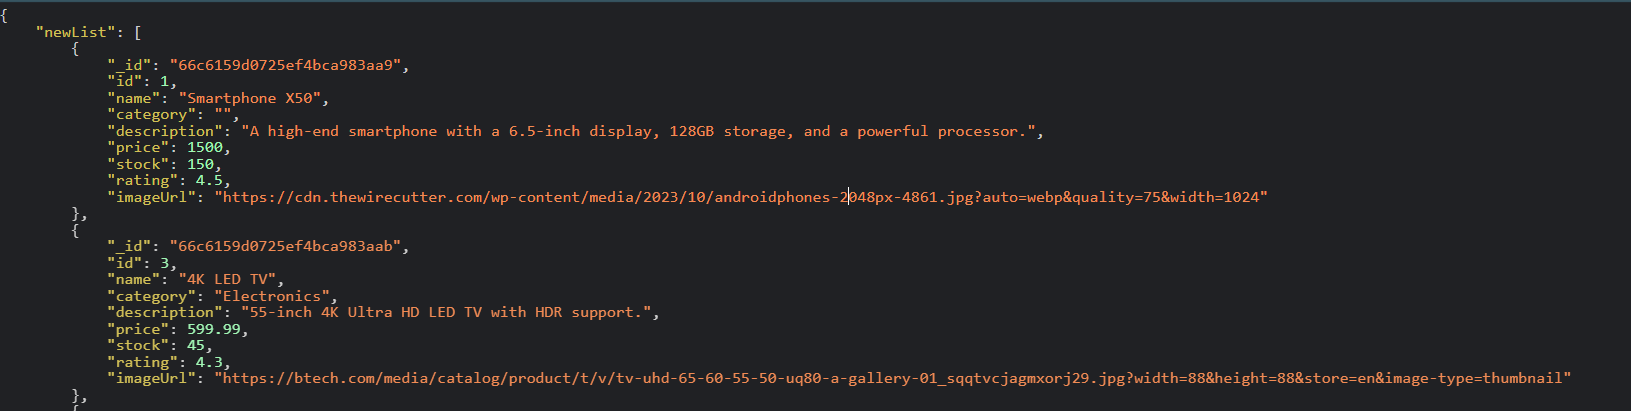 {
"newList": [
{
"_id": "66c6159d0725ef4bca983aa9",
"id": 1,
"name": "Smartphone X50",
"category": "",
"description": "A high-end smartphone with a 6.5-inch display, 128GB storage, and a powerful processor.",
"price": 1500,
"stock": 150,
"rating": 4.5,
"imageUrl": "https://cdn.thewirecutter.com/wp-content/media/2023/10/androidphones-2048px-4861.jpg?auto=webp&quality=75&width=1024"
},
{
"_id": "66c6159d0725ef4bca983aab",
"id": 3,
"name": "4K LED TV",
"category": "Electronics",
"description": "55-inch 4K Ultra HD LED TV with HDR support.",
"price": 599.99,
"stock": 45,
"rating": 4.3,
"imageUrl": "https://btech.com/media/catalog/product/t/v/tv-uhd-65-60-55-50-uq80-a-gallery-01_sqqtvcjagmxorj29.jpg?width=88&height=88&store=en&image-type=thumbnail"
},
{